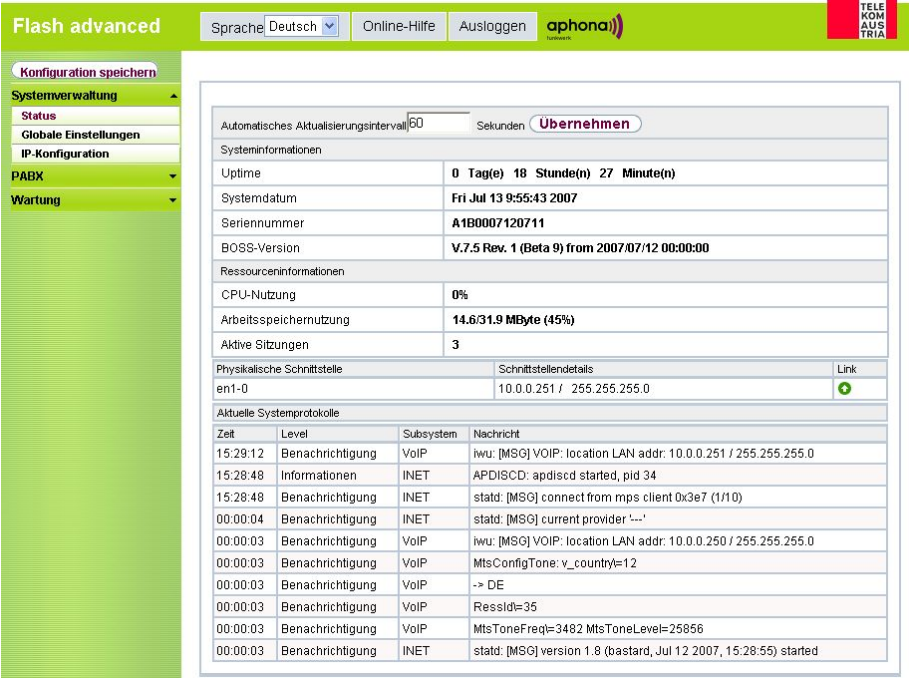 Flash advanced
Sprache Deutsch Online-Hilfe Ausloggen aphona
funkwerk
TELE
KOM
AUS
TRIA
Konfiguration speichern
Systemverwaltung
Status
Globale Einstellungen
IP-Konfiguration
PABX
Wartung
Automatisches Aktualisierungsintervall 60 Sekunden Übernehmen
Systeminformationen
Uptime 0 Tag(e) 18 Stunde(n) 27 Minute(n)
Systemdatum Fri Jul 13 9:55:43 2007
Seriennummer A1B0007120711
BOSS-Version V.7.5 Rev. 1 (Beta 9) from 2007/07/12 00:00:00
Ressourceninformationen
CPU-Nutzung 0%
Arbeitsspeichernutzung 14.6/31.9 MByte (45%)
Aktive Sitzungen 3
Physikalische Schnittstelle Schnittstellendetails Link
en1-0 10.0.0.251 / 255.255.255.0
Aktuelle Systemprotokolle
Zeit Level Subsystem Nachricht
15:29:12 Benachrichtigung VoIP iwu: [MSG] VOIP: location LAN addr: 10.0.0.251 / 255.255.255.0
15:28:48 Informationen INET APDISCD: apdiscd started, pid 34
15:28:48 Benachrichtigung INET statd: [MSG] connect from mps client 0x3e7 (1/10)
00:00:04 Benachrichtigung INET statd: [MSG] current provider '---'
00:00:03 Benachrichtigung VoIP iwu: [MSG] VOIP: location LAN addr: 10.0.0.250 / 255.255.255.0
00:00:03 Benachrichtigung VoIP MtsConfigTone: v_country\=12
00:00:03 Benachrichtigung VoIP -> DE
00:00:03 Benachrichtigung VoIP RessId\=35
00:00:03 Benachrichtigung VoIP MtsToneFreq\=3482 MtsToneLevel=25856
00:00:03 Benachrichtigung INET statd: [MSG] version 1.8 (bastard, Jul 12 2007, 15:28:55) started